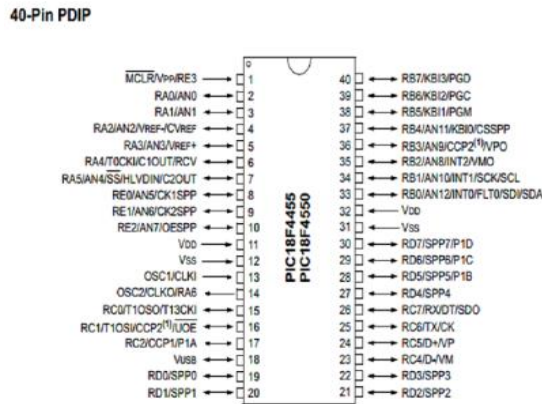 40-Pin PDIP
MCLR/VPP/RE3 1
RA0/AN0 2
RA1/AN1 3
RA2/AN2/VREF-/CVREF 4
RA3/AN3/VREF+ 5
RA4/T0CKI/C1OUT/RCV 6
RA5/AN4/SS/HLVDIN/C2OUT 7
RE0/AN5/CK1SPP 8
RE1/AN6/CK2SPP 9
RE2/AN7/OESPP 10
VDD 11
VSS 12
OSC1/CLKI 13
OSC2/CLKO/RA6 14
RC0/T1OSO/T13CKI 15
RC1/T1OSI/CCP2(1)/UOE 16
RC2/CCP1/P1A 17
VUSB 18
RD0/SPP0 19
RD1/SPP1 20
PIC18F4455
PIC18F4550
40 RB7/KBI3/PGD
39 RB6/KBI2/PGC
38 RB5/KBI1/PGM
37 RB4/AN11/KBI0/CSSPP
36 RB3/AN9/CCP2(1)/VPO
35 RB2/AN8/INT2/VMO
34 RB1/AN10/INT1/SCK/SCL
33 RB0/AN12/INT0/FLT0/SDI/SDA
32 VDD
31 VSS
30 RD7/SPP7/P1D
29 RD6/SPP6/P1C
28 RD5/SPP5/P1B
27 RD4/SPP4
26 RC7/RX/DT/SDO
25 RC6/TX/CK
24 RC5/D+/VP
23 RC4/D-/VM
22 RD3/SPP3
21 RD2/SPP2